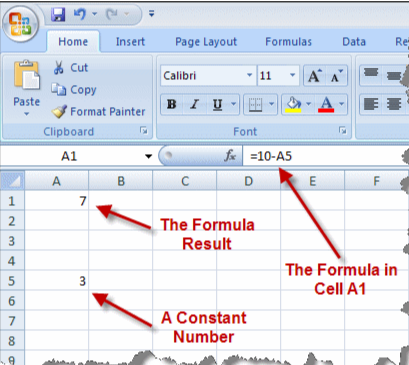 Home Insert Page Layout Formulas Data Re
Cut
Copy
Format Painter
Paste
Clipboard
Calibri 11 A A
B I U A
Font
A1 fx =10-A5
A B C D E F
1 7
2
3
4
5 3
6
7
8
9
The Formula
Result
The Formula in
Cell A1
A Constant
Number